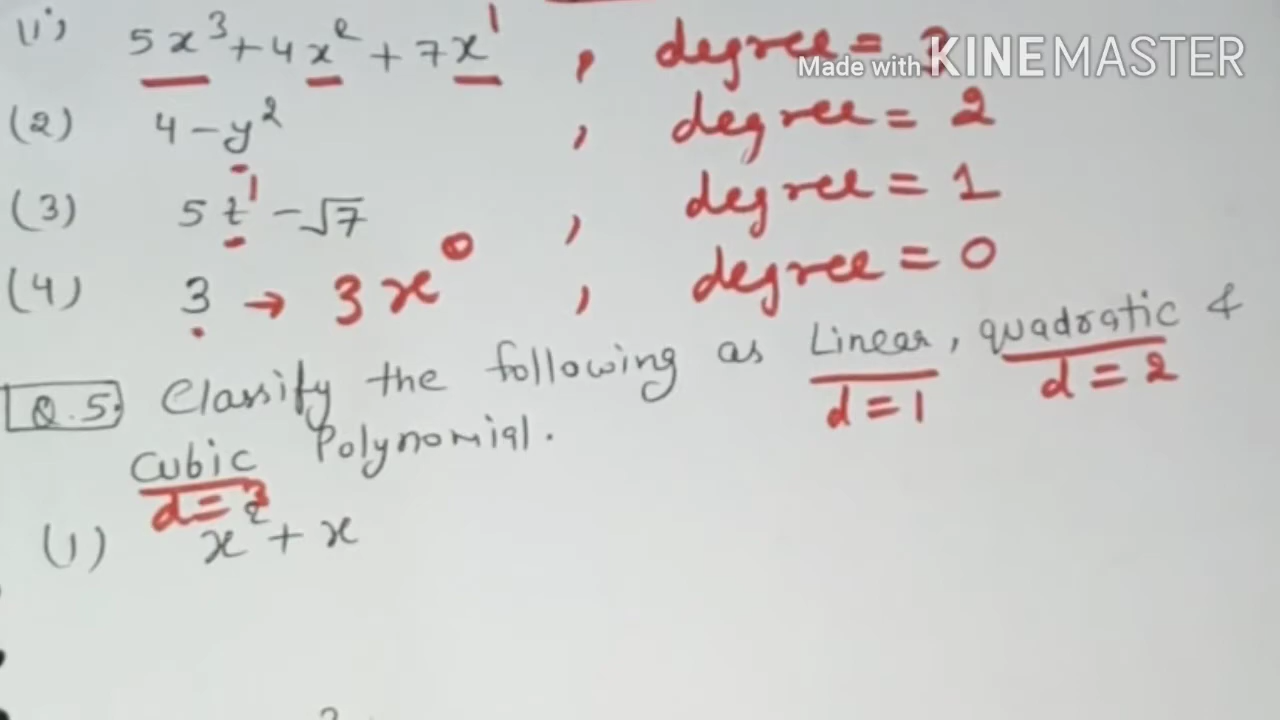 (1) 5x³ + 4x² + 7x¹ , degree = 3
Made with KINEMASTER
(2) 4 - y² , degree = 2
(3) 5t¹ - √7 , degree = 1
(4) 3 → 3x⁰ , degree = 0
Q.5. Classify the following as Linear, quadratic &
d = 1 d = 2
Cubic Polynomial.
d = 3
(1) x² + x